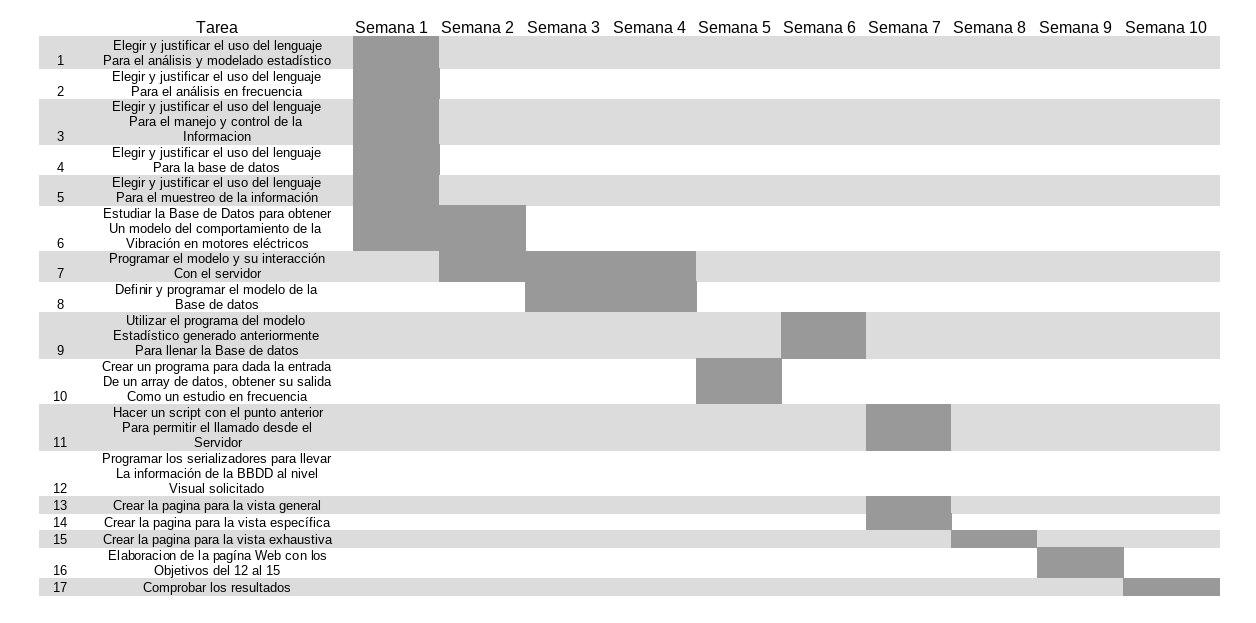 Tarea Semana 1 Semana 2 Semana 3 Semana 4 Semana 5 Semana 6 Semana 7 Semana 8 Semana 9 Semana 10
Elegir y justificar el uso del lenguaje
1 Para el análisis y modelado estadístico
Elegir y justificar el uso del lenguaje
2 Para el análisis en frecuencia
Elegir y justificar el uso del lenguaje
Para el manejo y control de la
3 Informacion
Elegir y justificar el uso del lenguaje
4 Para la base de datos
Elegir y justificar el uso del lenguaje
5 Para el muestreo de la información
Estudiar la Base de Datos para obtener
Un modelo del comportamiento de la
6 Vibración en motores eléctricos
Programar el modelo y su interacción
7 Con el servidor
Definir y programar el modelo de la
8 Base de datos
Utilizar el programa del modelo
Estadístico generado anteriormente
9 Para llenar la Base de datos
Crear un programa para dada la entrada
De un array de datos, obtener su salida
10 Como un estudio en frecuencia
Hacer un script con el punto anterior
Para permitir el llamado desde el
11 Servidor
Programar los serializadores para llevar
La información de la BBDD al nivel
12 Visual solicitado
13 Crear la pagina para la vista general
14 Crear la pagina para la vista específica
15 Crear la pagina para la vista exhaustiva
Elaboracion de la pagína Web con los
16 Objetivos del 12 al 15
17 Comprobar los resultados